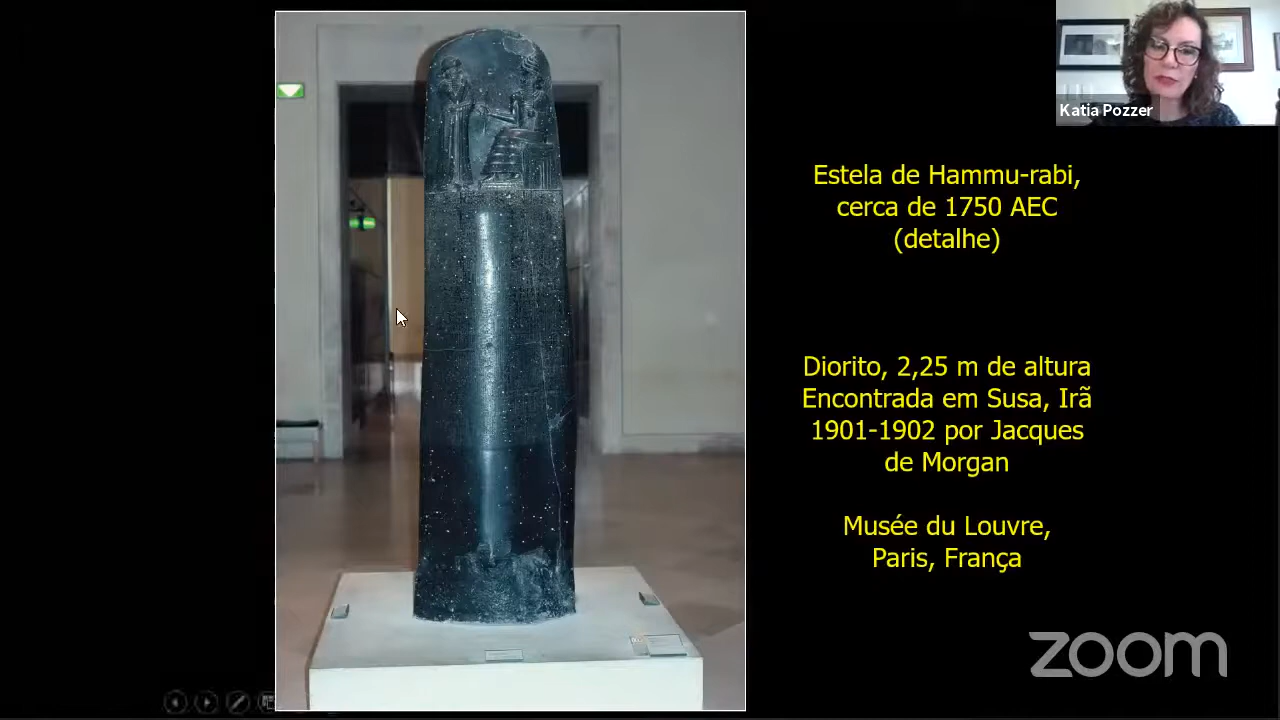 Katia Pozzer
Estela de Hammu-rabi,
cerca de 1750 AEC
(detalhe)
Diorito, 2,25 m de altura
Encontrada em Susa, Irã
1901-1902 por Jacques
de Morgan
Musée du Louvre,
Paris, França
zoom